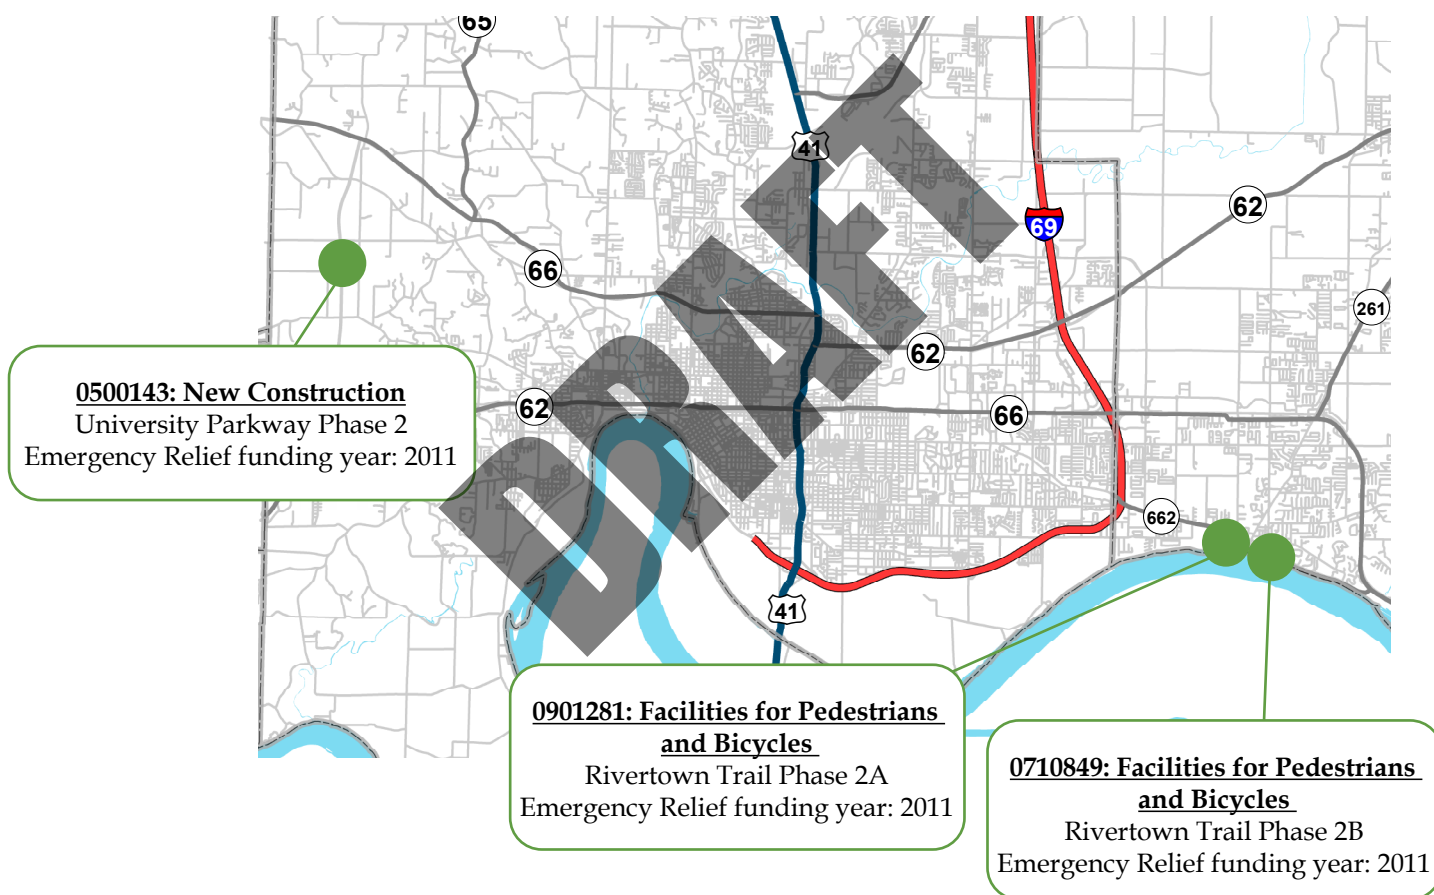 65
41
62
69
66
261
62
62
66
662
41
DRAFT
0500143: New Construction
University Parkway Phase 2
Emergency Relief funding year: 2011
0901281: Facilities for Pedestrians
and Bicycles
Rivertown Trail Phase 2A
Emergency Relief funding year: 2011
0710849: Facilities for Pedestrians
and Bicycles
Rivertown Trail Phase 2B
Emergency Relief funding year: 2011